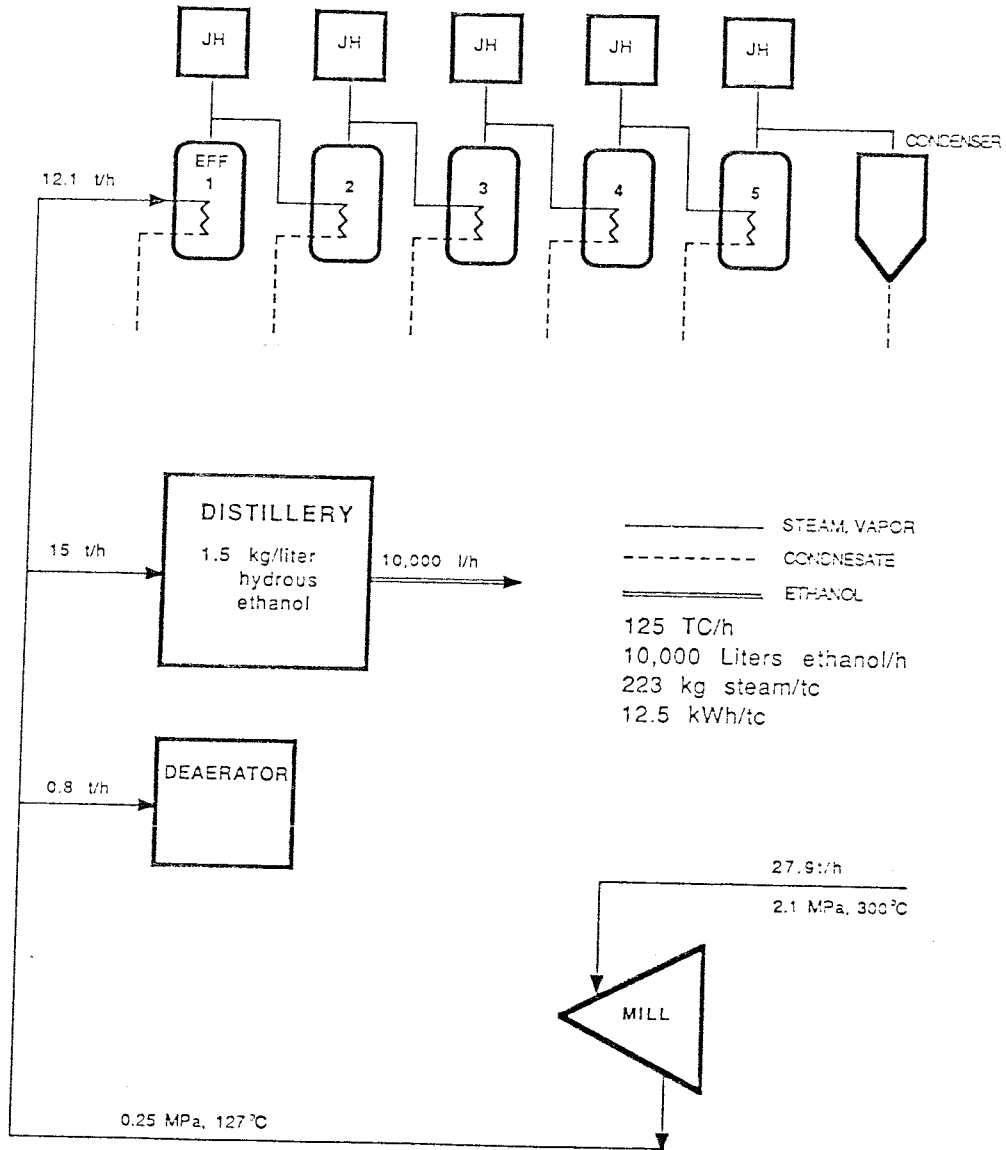 JH
JH
JH
JH
JH
CONDENSER
EFF
1
2
3
4
5
12.1 t/h
DISTILLERY
1.5 kg/liter
hydrous
ethanol
15 t/h
10,000 l/h
STEAM, VAPOR
CONDNESATE
ETHANOL
125 TC/h
10,000 Liters ethanol/h
223 kg steam/tc
12.5 kWh/tc
DEAERATOR
0.8 t/h
27.9t/h
2.1 MPa, 300°C
MILL
0.25 MPa, 127°C